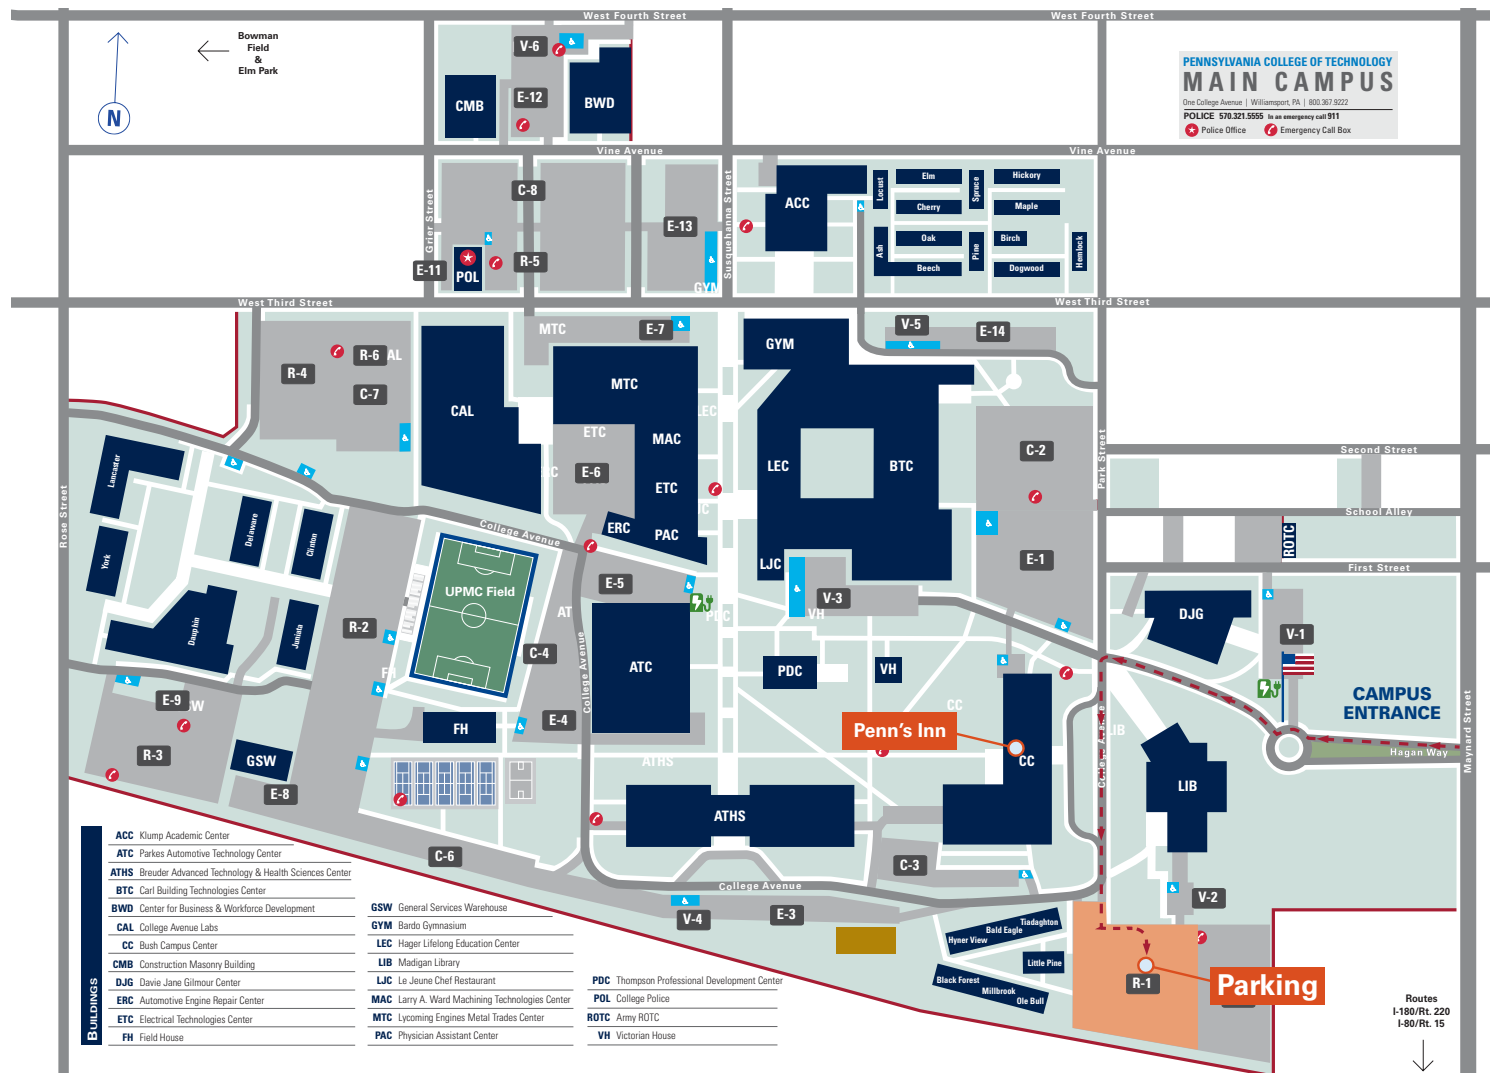 West Fourth Street
West Fourth Street
Bowman
Field
&
Elm Park
N
V-6
E-12
CMB
BWD
PENNSYLVANIA COLLEGE OF TECHNOLOGY
MAIN CAMPUS
One College Avenue | Williamsport, PA | 800.367.9222
POLICE 570.321.5555 In an emergency call 911
Police Office
Emergency Call Box
Vine Avenue
Vine Avenue
Grier Street
Susquehanna Street
C-8
E-13
R-5
E-11
POL
GYM
ACC
Locust
Elm
Spruce
Hickory
Cherry
Maple
Ash
Oak
Pine
Birch
Hemlock
Beech
Dogwood
West Third Street
West Third Street
MTC
E-7
GYM
V-5
E-14
R-6
AL
R-4
C-7
CAL
MTC
LEC
ETC
MAC
C-2
Park Street
Second Street
E-6
LEC
BTC
ETC
School Alley
ROTC
Rose Street
Lancaster
College Avenue
ERC
PAC
LJC
E-1
First Street
York
Delaware
Clinton
UPMC Field
E-5
V-3
VH
AT
PDC
DJG
V-1
Dauphin
Juniata
R-2
C-4
College Avenue
ATC
PDC
VH
FH
CC
CAMPUS
ENTRANCE
Maynard Street
E-9
R-3
GSW
FH
E-4
Penn's Inn
CC
LIB
College Avenue
Hagan Way
ATHS
E-8
LIB
ATHS
C-6
C-3
College Avenue
V-4
E-3
V-2
Tiadaghton
Bald Eagle
Hyner View
Little Pine
Black Forest
Millbrook
Ole Bull
R-1
Parking
Routes
I-180/Rt. 220
I-80/Rt. 15
BUILDINGS
ACC Klump Academic Center
ATC Parkes Automotive Technology Center
ATHS Breuder Advanced Technology & Health Sciences Center
BTC Carl Building Technologies Center
BWD Center for Business & Workforce Development
CAL College Avenue Labs
CC Bush Campus Center
CMB Construction Masonry Building
DJG Davie Jane Gilmour Center
ERC Automotive Engine Repair Center
ETC Electrical Technologies Center
FH Field House
GSW General Services Warehouse
GYM Bardo Gymnasium
LEC Hager Lifelong Education Center
LIB Madigan Library
LJC Le Jeune Chef Restaurant
MAC Larry A. Ward Machining Technologies Center
MTC Lycoming Engines Metal Trades Center
PAC Physician Assistant Center
PDC Thompson Professional Development Center
POL College Police
ROTC Army ROTC
VH Victorian House